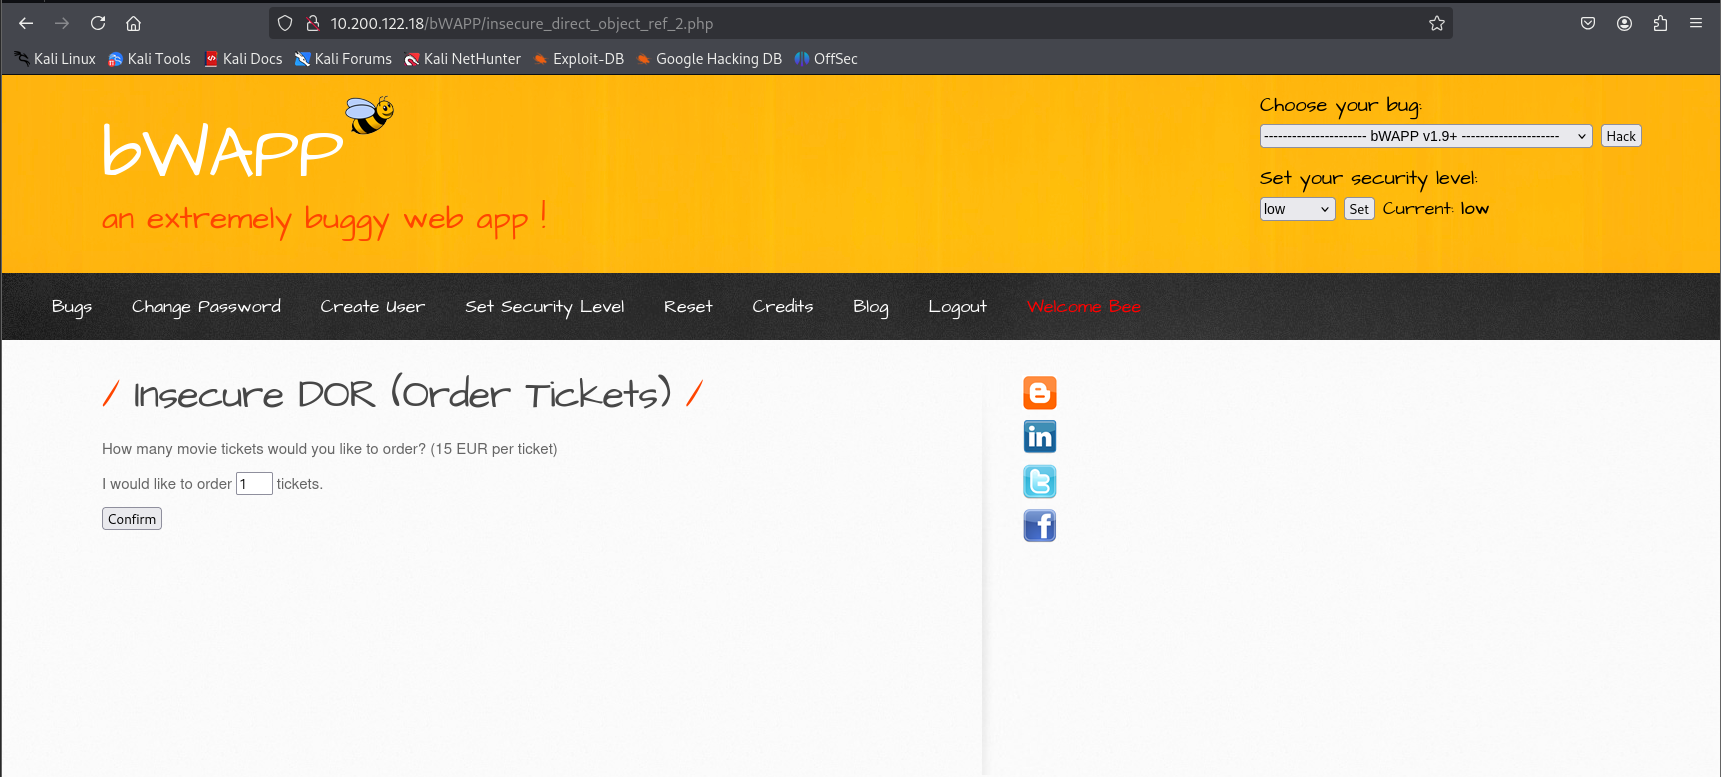 10.200.122.18/bWAPP/insecure_direct_object_ref_2.php
Kali Linux Kali Tools Kali Docs Kali Forums Kali NetHunter Exploit-DB Google Hacking DB OffSec
bWAPP
an extremely buggy web app !
Choose your bug:
---------------------- bWAPP v1.9+ --------------------- Hack
Set your security level:
low Set Current: low
Bugs Change Password Create User Set Security Level Reset Credits Blog Logout Welcome Bee
/ Insecure DOR (Order Tickets) /
How many movie tickets would you like to order? (15 EUR per ticket)
I would like to order 1 tickets.
Confirm